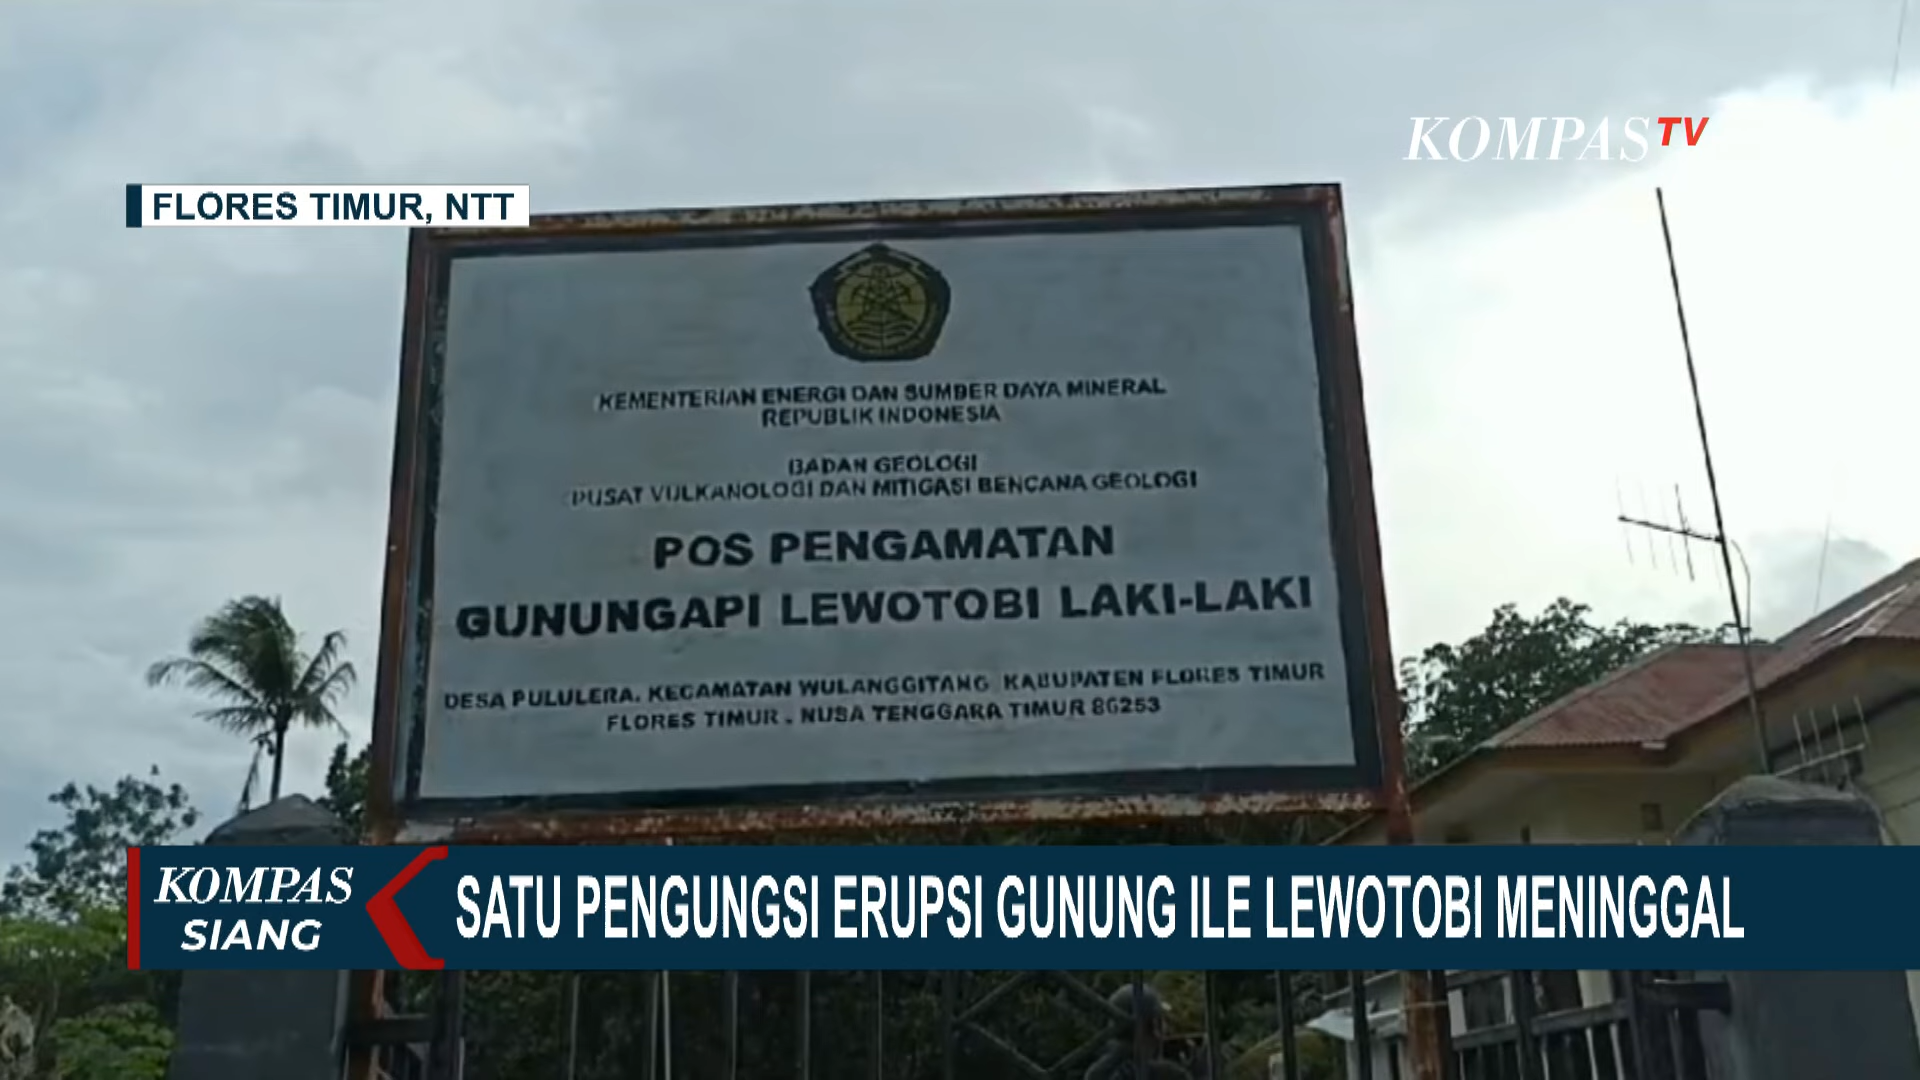 KOMPAS TV
FLORES TIMUR, NTT
KEMENTERIAN ENERGI DAN SUMBER DAYA MINERAL
REPUBLIK INDONESIA
BADAN GEOLOGI
PUSAT VULKANOLOGI DAN MITIGASI BENCANA GEOLOGI
POS PENGAMATAN
GUNUNGAPI LEWOTOBI LAKI-LAKI
DESA PULULERA. KECAMATAN WULANGGITANG KABUPATEN FLORES TIMUR
FLORES TIMUR . NUSA TENGGARA TIMUR 86253
KOMPAS
SIANG
SATU PENGUNGSI ERUPSI GUNUNG ILE LEWOTOBI MENINGGAL